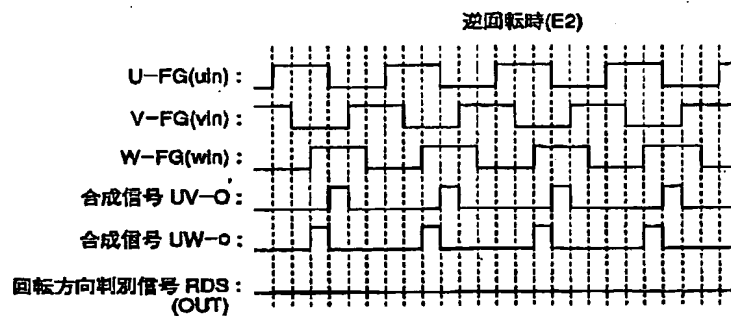 逆回転時(E2)
U-FG(uin) :
V-FG(vin) :
W-FG(win) :
合成信号 UV-O :
合成信号 UW-o :
回転方向判別信号 RDS :
(OUT)